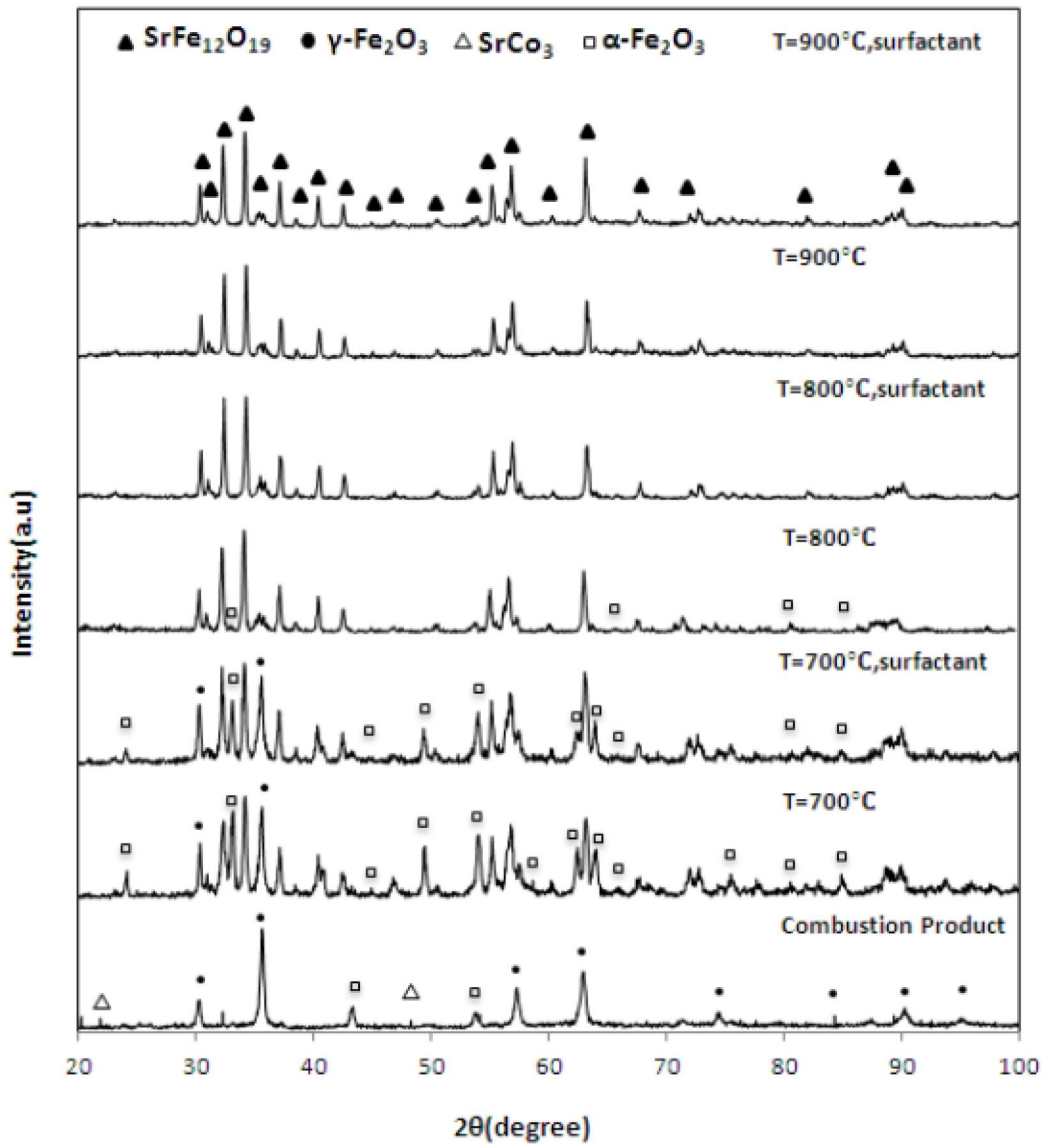 ▲ SrFe₁₂O₁₉ ● γ-Fe₂O₃ △ SrCo₃ □ α-Fe₂O₃
T=900°C,surfactant
T=900°C
T=800°C,surfactant
T=800°C
T=700°C,surfactant
T=700°C
Combustion Product
Intensity(a.u)
20 30 40 50 60 70 80 90 100
2θ(degree)